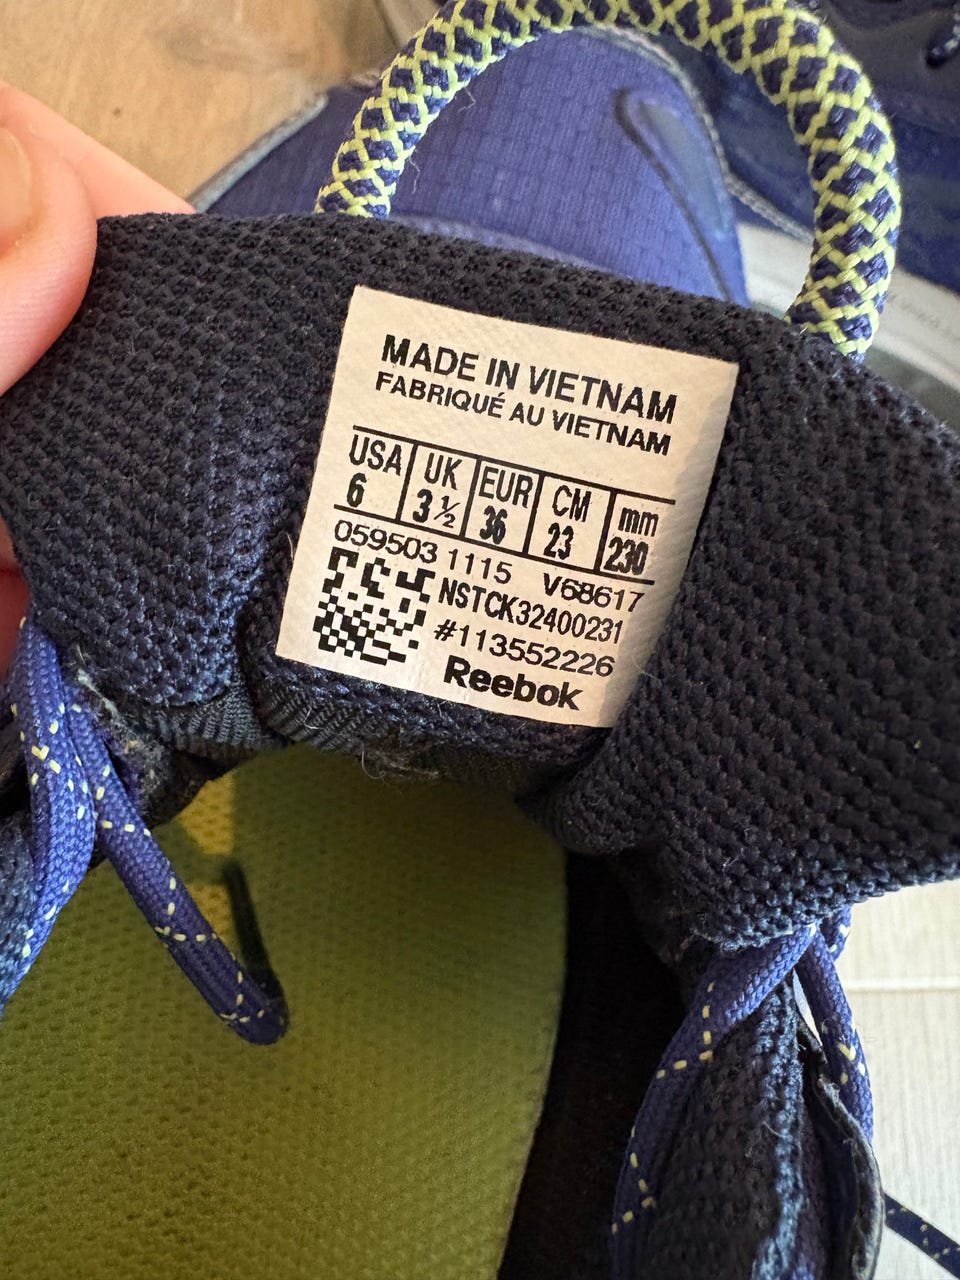 MADE IN VIETNAM
FABRIQUÉ AU VIETNAM
USA UK EUR CM mm
6 3 ½ 36 23 230
059503 1115 V68617
NSTCK32400231
#113552226
Reebok